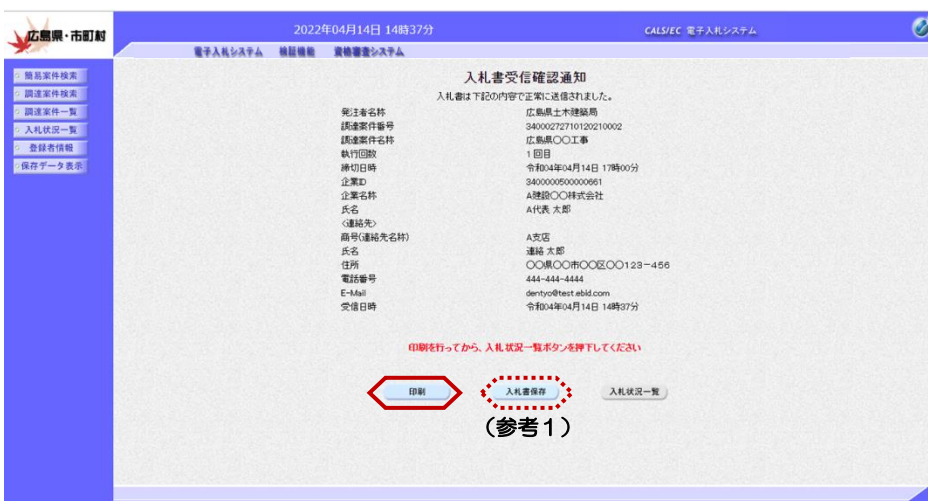 広島県・市町村
2022年04月14日 14時37分
CALS/EC 電子入札システム
電子入札システム 検証機能 資格審査システム
簡易案件検索
調達案件検索
調達案件一覧
入札状況一覧
登録者情報
保存データ表示
入札書受信確認通知
入札書は下記の内容で正常に送信されました。
発注者名称 広島県土木建築局
調達案件番号 34000272710120210002
調達案件名称 広島県〇〇工事
執行回数 1回目
締切日時 令和04年04月14日 17時00分
企業ID 3400000500000661
企業名称 A建設〇〇株式会社
氏名 A代表 太郎
〈連絡先〉
商号(連絡先名称) A支店
氏名 連絡 太郎
住所 〇〇県〇〇市〇〇区〇〇123-456
電話番号 444-444-4444
E-Mail dentyo@test.ebid.com
受信日時 令和04年04月14日 14時37分
印刷を行ってから、入札状況一覧ボタンを押下してください
印刷 入札書保存 入札状況一覧
（参考１）